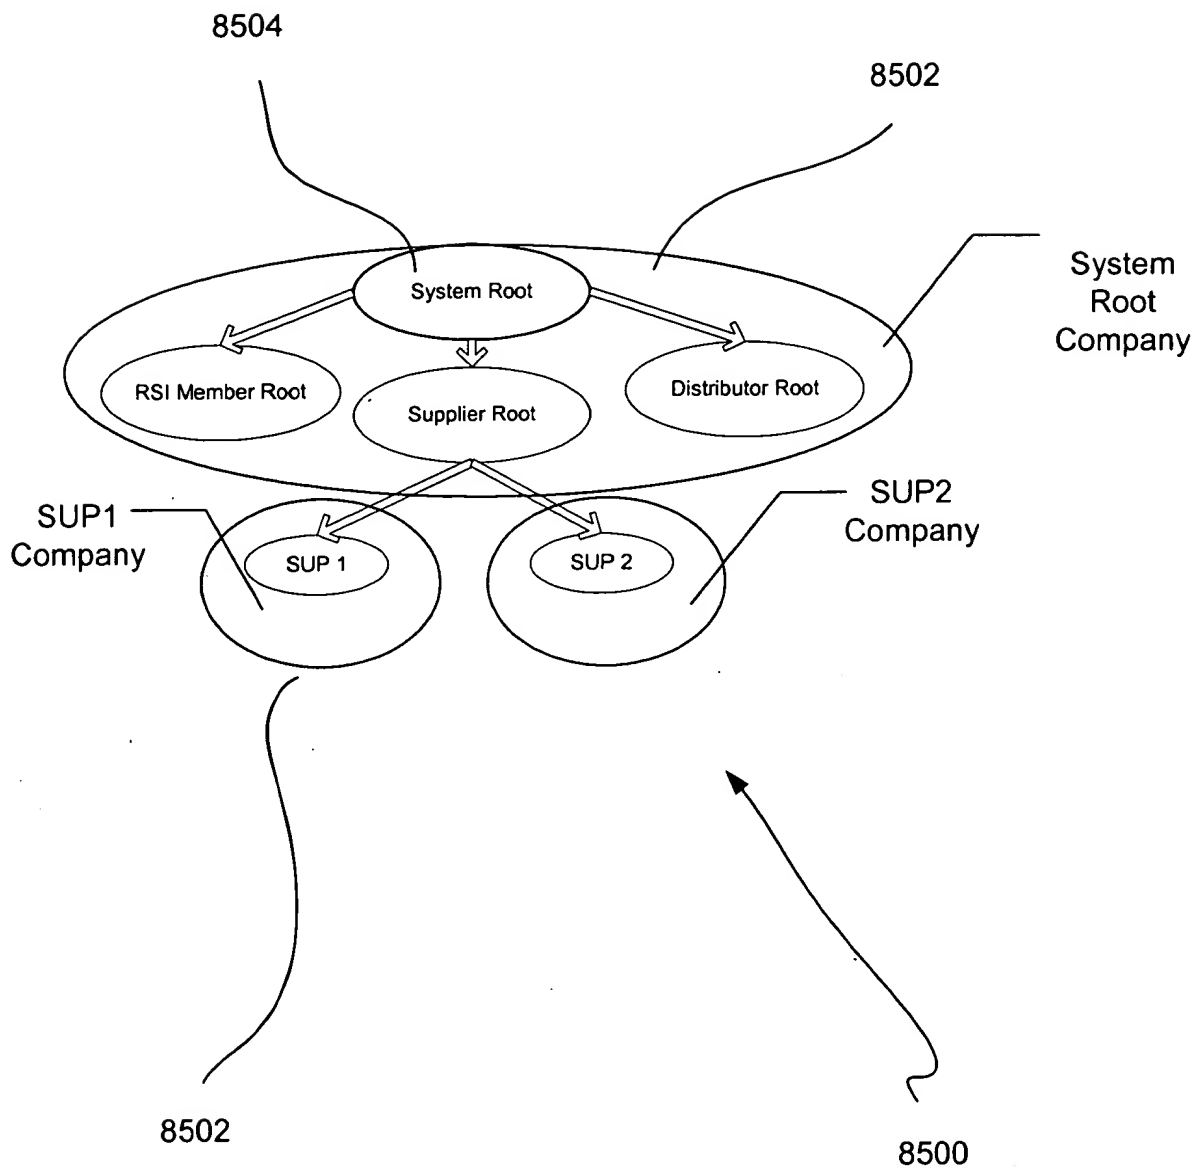 8504
8502
System Root
System
Root
Company
RSI Member Root
Supplier Root
Distributor Root
SUP1
Company
SUP2
Company
SUP 1
SUP 2
8502
8500